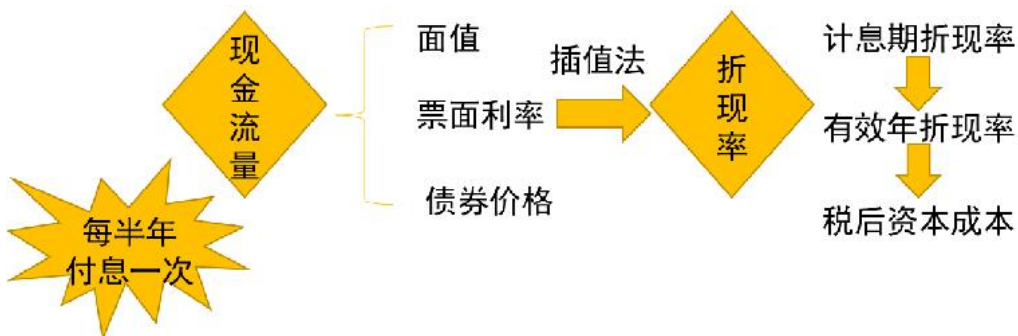 现金流量
面值
票面利率
债券价格
插值法
折现率
计息期折现率
有效年折现率
税后资本成本
每半年
付息一次